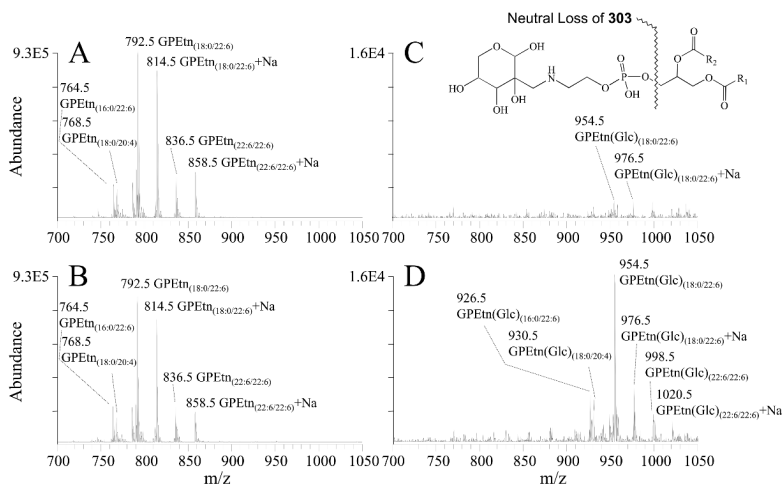 A
9.3E5
Abundance
764.5
GPEtn(16:0/22:6)
768.5
GPEtn(18:0/20:4)
792.5 GPEtn(18:0/22:6)
814.5 GPEtn(18:0/22:6)+Na
836.5 GPEtn(22:6/22:6)
858.5 GPEtn(22:6/22:6)+Na
700 750 800 850 900 950 1000 1050
C
1.6E4
Neutral Loss of 303
OH
O
HO
OH
HO
OH
H
N
O
O
P
OH
O
O
O
R2
O
O
R1
954.5
GPEtn(Glc)(18:0/22:6)
976.5
GPEtn(Glc)(18:0/22:6)+Na
700 750 800 850 900 950 1000 1050
B
9.3E5
Abundance
764.5
GPEtn(16:0/22:6)
768.5
GPEtn(18:0/20:4)
792.5 GPEtn(18:0/22:6)
814.5 GPEtn(18:0/22:6)+Na
836.5 GPEtn(22:6/22:6)
858.5 GPEtn(22:6/22:6)+Na
700 750 800 850 900 950 1000 1050
m/z
D
1.6E4
926.5
GPEtn(Glc)(16:0/22:6)
930.5
GPEtn(Glc)(18:0/20:4)
954.5
GPEtn(Glc)(18:0/22:6)
976.5
GPEtn(Glc)(18:0/22:6)+Na
998.5
GPEtn(Glc)(22:6/22:6)
1020.5
GPEtn(Glc)(22:6/22:6)+Na
700 750 800 850 900 950 1000 1050
m/z